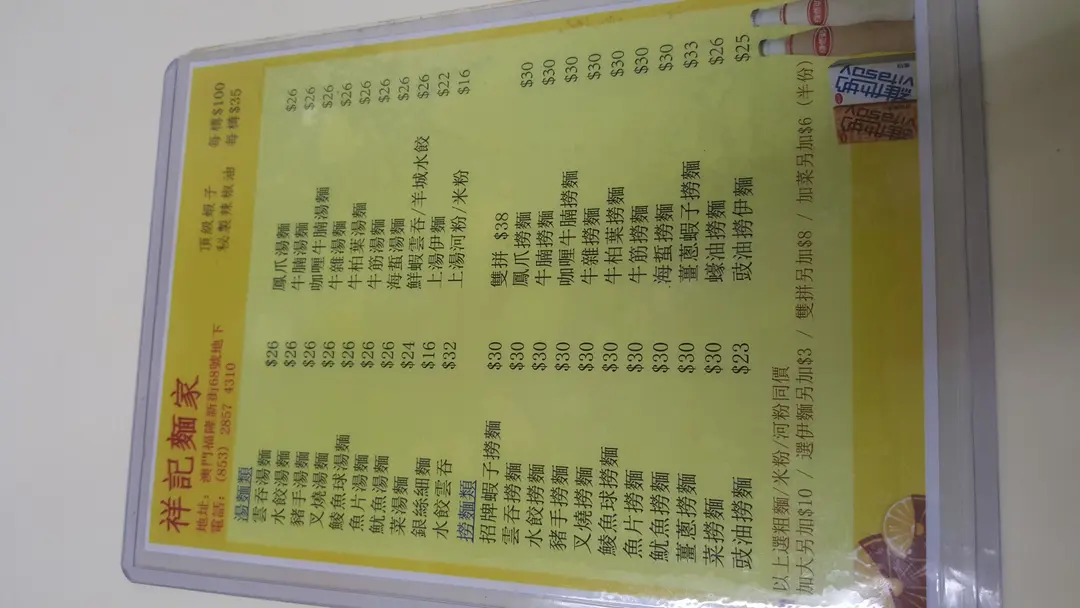 祥記麵家
地址: 澳門福隆新街68號地下
電話: (853) 2857 4310
頂級蝦子 每樽$100
秘製辣椒油 每樽$35
湯麵類
雲吞湯麵 $26 鳳爪湯麵 $26
水餃湯麵 $26 牛腩湯麵 $26
豬手湯麵 $26 咖喱牛腩湯麵 $26
叉燒湯麵 $26 牛雜湯麵 $26
鯪魚球湯麵 $26 牛柏葉湯麵 $26
魚片湯麵 $26 牛筋湯麵 $26
魷魚湯麵 $26 海蜇湯麵 $26
菜湯麵 $24 鮮蝦雲吞/羊城水餃 $26
銀絲細麵 $16 上湯伊麵 $22
水餃雲吞 $32 上湯河粉/米粉 $16
撈麵類
招牌蝦子撈麵 $30 雙拼 $38
雲吞撈麵 $30 鳳爪撈麵 $30
水餃撈麵 $30 牛腩撈麵 $30
豬手撈麵 $30 咖喱牛腩撈麵 $30
叉燒撈麵 $30 牛雜撈麵 $30
鯪魚球撈麵 $30 牛柏葉撈麵 $30
魚片撈麵 $30 牛筋撈麵 $30
魷魚撈麵 $30 海蜇撈麵 $30
薑蔥撈麵 $30 薑蔥蝦子撈麵 $33
菜撈麵 $30 蠔油撈麵 $26
豉油撈麵 $23 豉油撈伊麵 $25
以上選粗麵/米粉/河粉同價
加大另加$10 / 選伊麵另加$3 / 雙拼另加$8 / 加菜另加$6 (半份)
維他奶
VITASOY
VITASOY